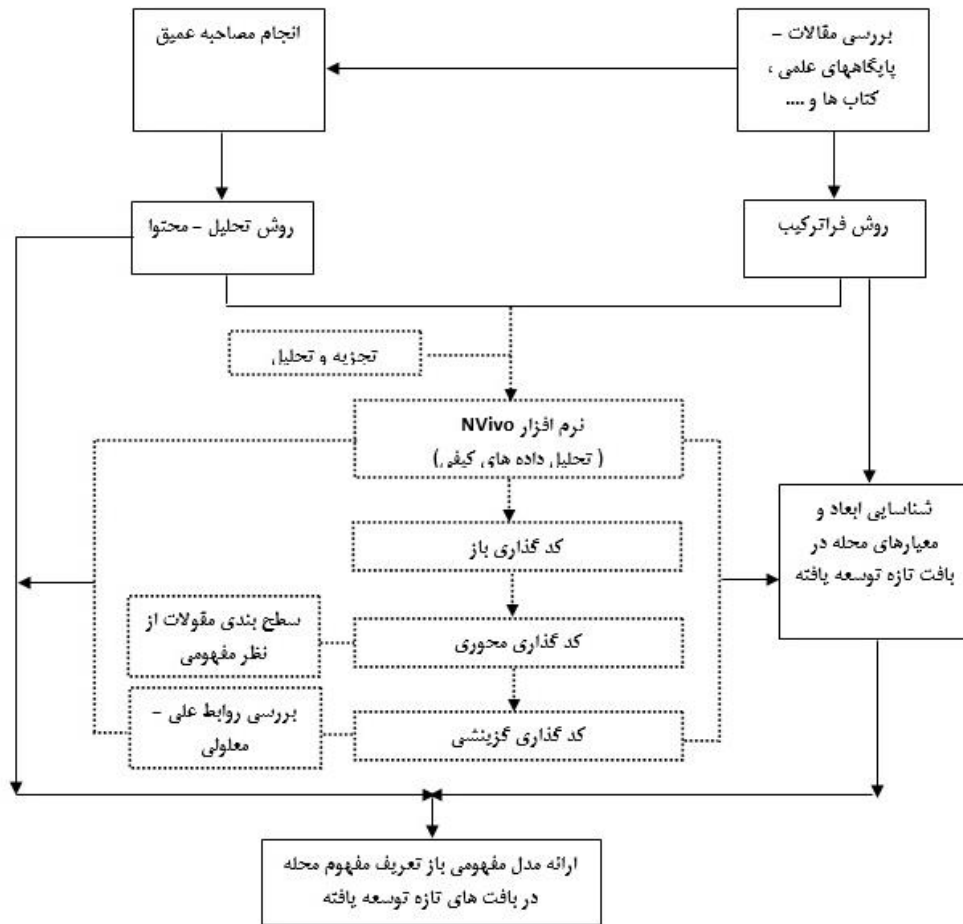 بررسی مقالات –
پایگاههای علمی ،
کتاب ها و ....
انجام مصاحبه عمیق
روش فراترکیب
روش تحلیل – محتوا
تجزیه و تحلیل
نرم افزار NVivo
( تحلیل داده های کیفی)
کد گذاری باز
شناسایی ابعاد و
معیارهای محله در
بافت تازه توسعه یافته
کد گذاری محوری
سطح بندی مقولات از
نظر مفهومی
کد گذاری گزینشی
بررسی روابط علی –
معلولی
ارائه مدل مفهومی باز تعریف مفهوم محله
در بافت های تازه توسعه یافته